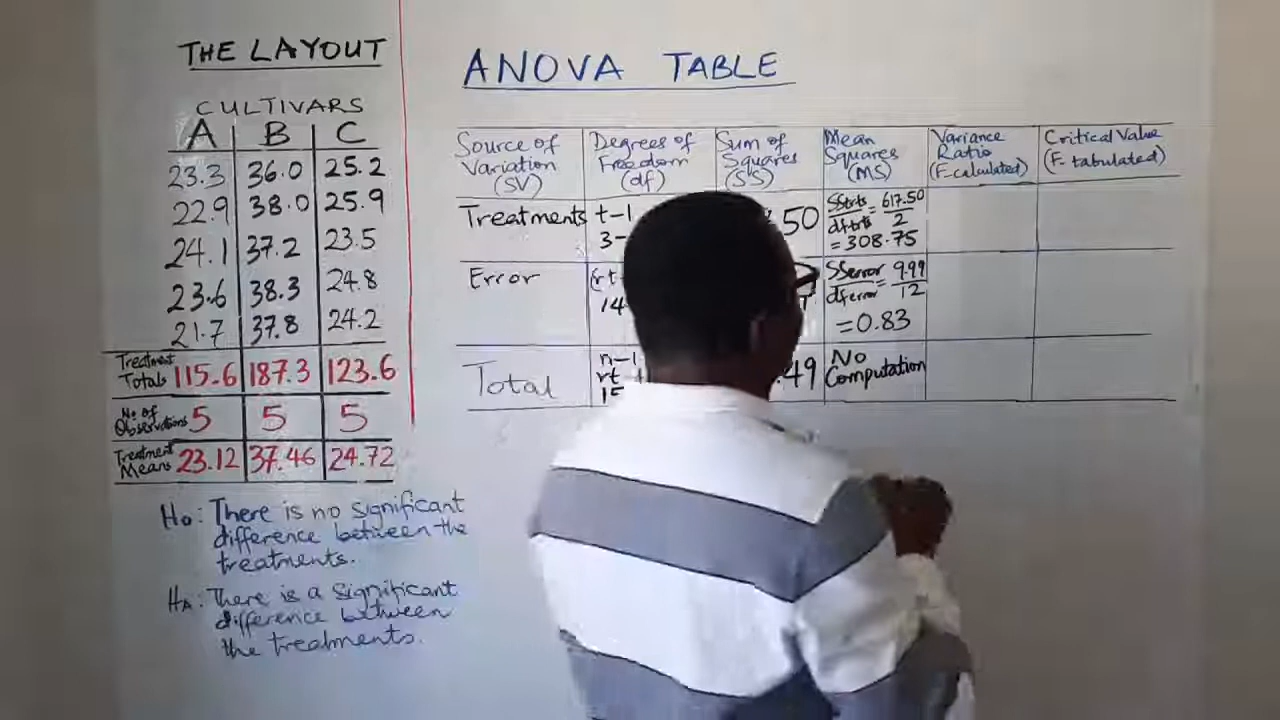 THE LAYOUT
CULTIVARS
A B C
23.3 36.0 25.2
22.9 38.0 25.9
24.1 37.2 23.5
23.6 38.3 24.8
21.7 37.8 24.2
Treatment Totals 115.6 187.3 123.6
No of Observations 5 5 5
Treatment Means 23.12 37.46 24.72
Ho: There is no significant
difference between the
treatments.
HA: There is a significant
difference between
the treatments.
ANOVA TABLE
Source of Variation (SV)
Degrees of Freedom (df)
Sum of Squares (SS)
Mean Squares (MS)
Variance Ratio (F-calculated)
Critical Value (F-tabulated)
Treatments
t-1
3-
50
SStrts/dftrts = 617.50/2
= 308.75
Error
(rt-
14
SSerror/dferror = 9.99/12
= 0.83
Total
n-1
rt
15
.49
No Computation